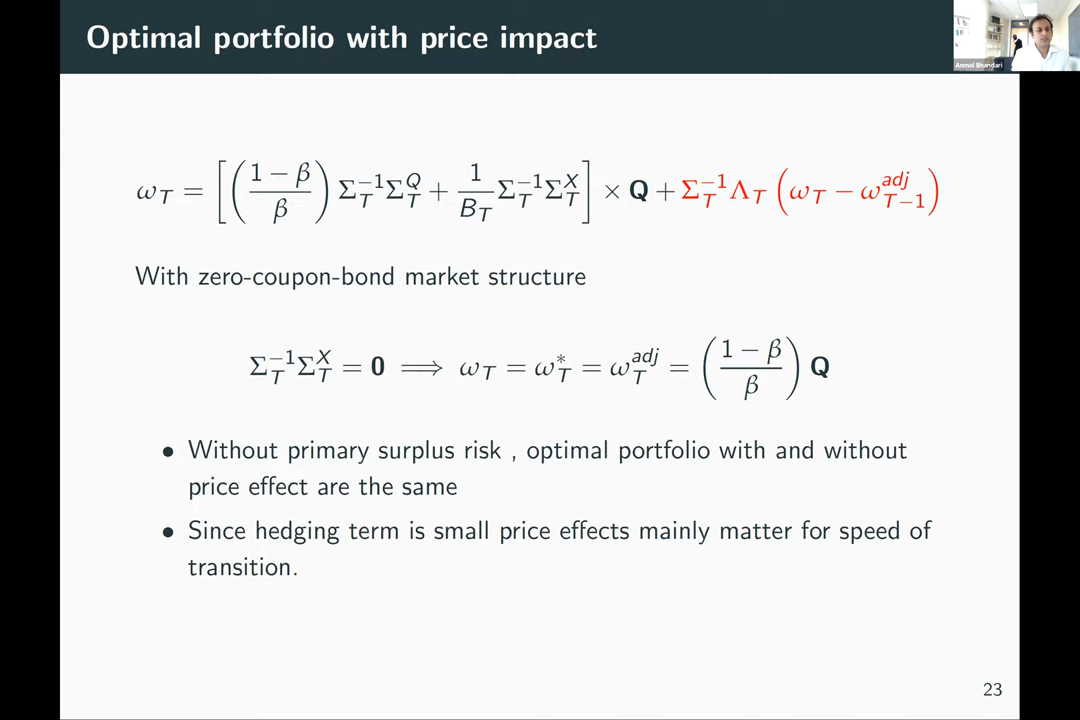 Optimal portfolio with price impact
Anmol Bhandari
ω_T = [ ( (1 − β) / β ) Σ_T^{−1} Σ_T^Q + (1 / B_T) Σ_T^{−1} Σ_T^X ] × Q + Σ_T^{−1} Λ_T ( ω_T − ω_{T−1}^{adj} )
With zero-coupon-bond market structure
Σ_T^{−1} Σ_T^X = 0 ⟹ ω_T = ω_T^* = ω_T^{adj} = ( (1 − β) / β ) Q
• Without primary surplus risk , optimal portfolio with and without
price effect are the same
• Since hedging term is small price effects mainly matter for speed of
transition.
23